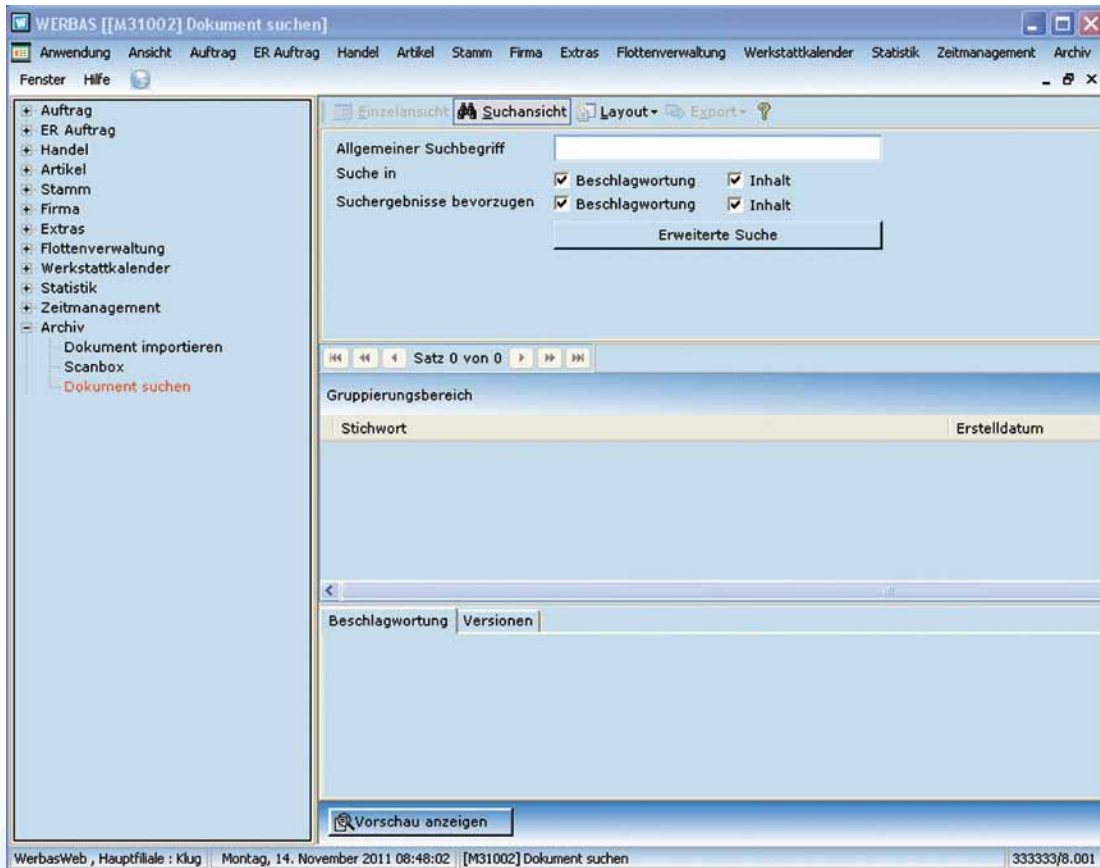 WERBAS [[M31002] Dokument suchen]
Anwendung Ansicht Auftrag ER Auftrag Handel Artikel Stamm Firma Extras Flottenverwaltung Werkstattkalender Statistik Zeitmanagement Archiv
Fenster Hilfe
Auftrag
ER Auftrag
Handel
Artikel
Stamm
Firma
Extras
Flottenverwaltung
Werkstattkalender
Statistik
Zeitmanagement
Archiv
Dokument importieren
Scanbox
Dokument suchen
Einzelansicht Suchansicht Layout Export
Allgemeiner Suchbegriff
Suche in Beschlagwortung Inhalt
Suchergebnisse bevorzugen Beschlagwortung Inhalt
Erweiterte Suche
Satz 0 von 0
Gruppierungsbereich
Stichwort Erstelldatum
Beschlagwortung Versionen
Vorschau anzeigen
WerbasWeb , Hauptfiliale : Klug Montag, 14. November 2011 08:48:02 [M31002] Dokument suchen 333333/8.001